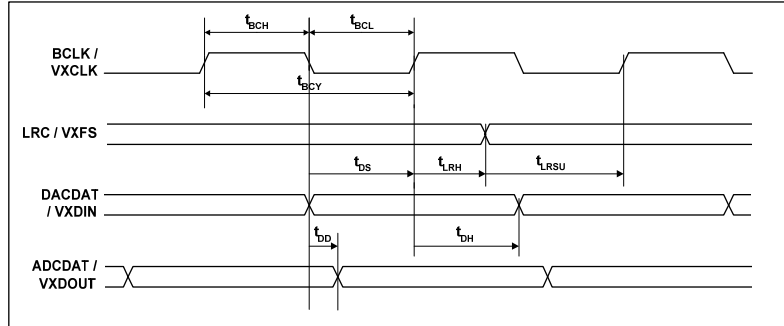 tBCH
tBCL
BCLK /
VXCLK
tBCY
LRC / VXFS
tDS
tLRH
tLRSU
DACDAT
/ VXDIN
tDD
tDH
ADCDAT /
VXDOUT